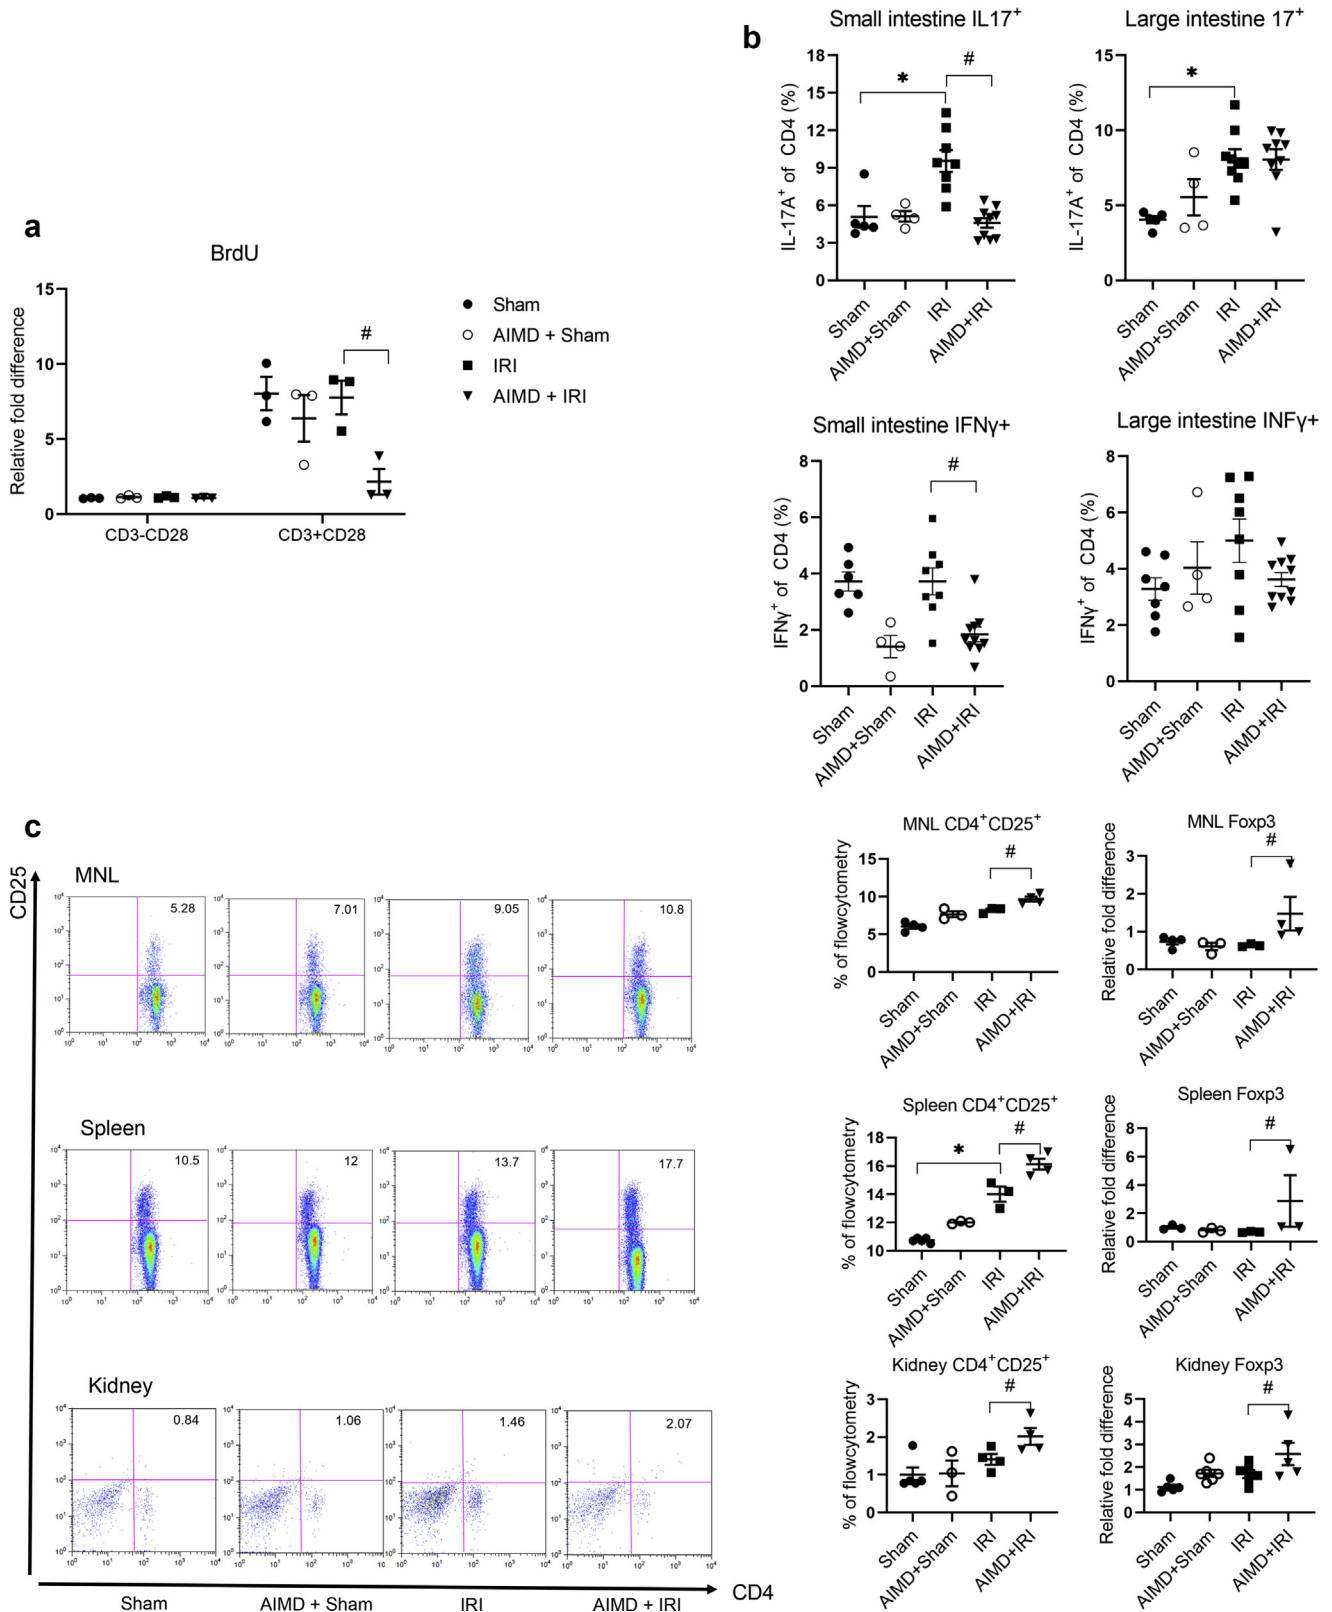 a
BrdU
Relative fold difference
15
10
5
0
#
CD3-CD28
CD3+CD28
Sham
AIMD + Sham
IRI
AIMD + IRI
b
Small intestine IL17+
IL-17A+ of CD4 (%)
18
15
12
9
6
3
0
*
#
Sham
AIMD+Sham
IRI
AIMD+IRI
Large intestine 17+
IL-17A+ of CD4 (%)
15
10
5
0
*
Sham
AIMD+Sham
IRI
AIMD+IRI
Small intestine IFNγ+
IFNγ+ of CD4 (%)
8
6
4
2
0
#
Sham
AIMD+Sham
IRI
AIMD+IRI
Large intestine INFγ+
IFNγ+ of CD4 (%)
8
6
4
2
0
Sham
AIMD+Sham
IRI
AIMD+IRI
c
CD25
MNL
5.28
7.01
9.05
10.8
Spleen
10.5
12
13.7
17.7
Kidney
0.84
1.06
1.46
2.07
Sham
AIMD + Sham
IRI
AIMD + IRI
CD4
MNL CD4+CD25+
% of flowcytometry
15
10
5
0
#
Sham
AIMD+Sham
IRI
AIMD+IRI
MNL Foxp3
Relative fold difference
3
2
1
0
#
Sham
AIMD+Sham
IRI
AIMD+IRI
Spleen CD4+CD25+
% of flowcytometry
18
16
14
12
10
*
#
Sham
AIMD+Sham
IRI
AIMD+IRI
Spleen Foxp3
Relative fold difference
8
6
4
2
0
#
Sham
AIMD+Sham
IRI
AIMD+IRI
Kidney CD4+CD25+
% of flowcytometry
3
2
1
0
#
Sham
AIMD+Sham
IRI
AIMD+IRI
Kidney Foxp3
Relative fold difference
5
4
3
2
1
0
#
Sham
AIMD+Sham
IRI
AIMD+IRI